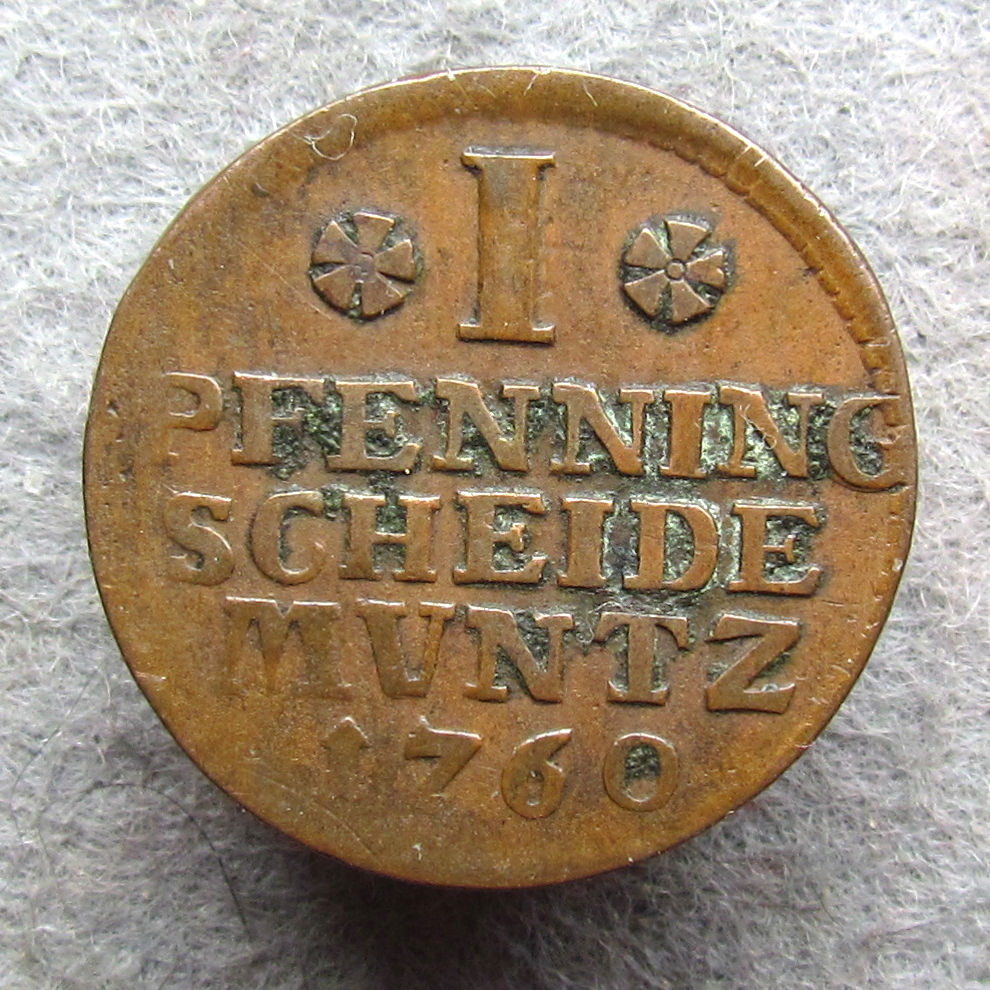 I
PFENNING
SCHEIDE
MVNTZ
1760